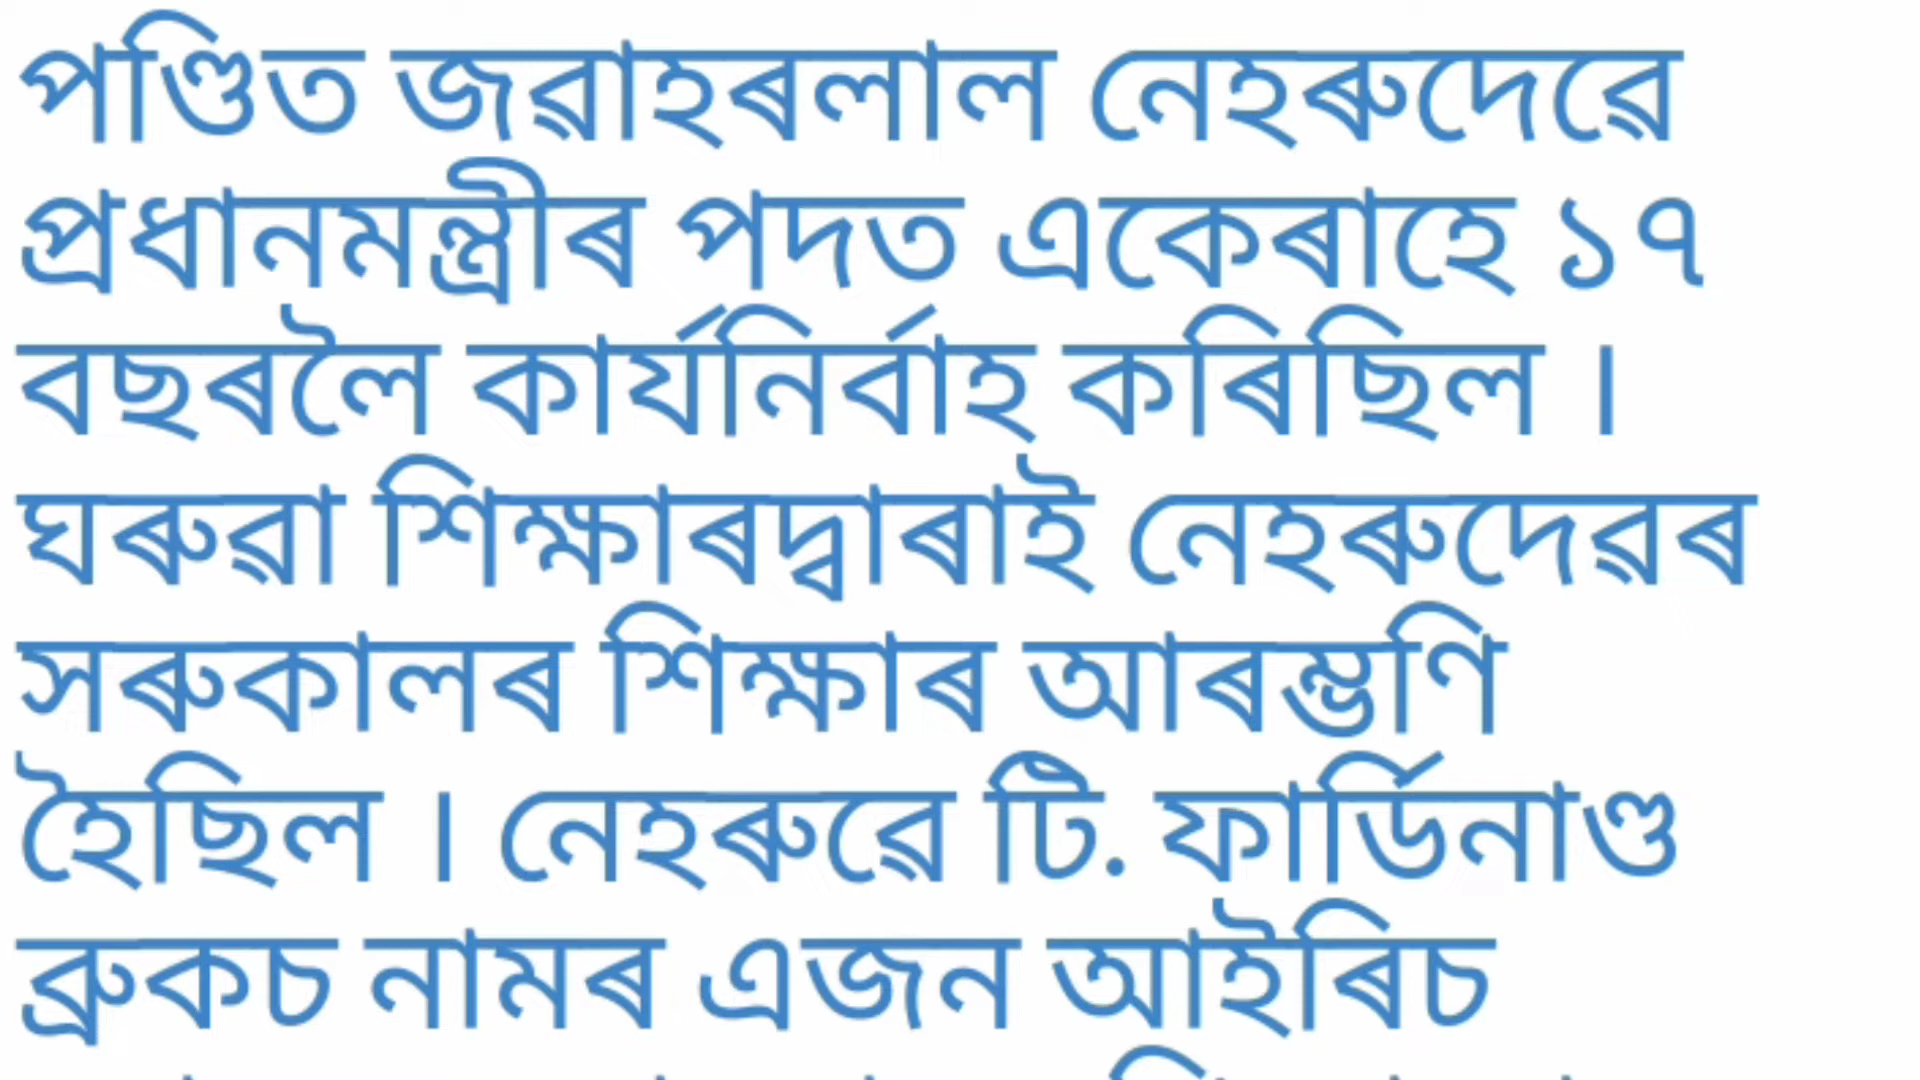 পণ্ডিত জৱাহৰলাল নেহৰুদেৱে
প্ৰধানমন্ত্ৰীৰ পদত একেৰাহে ১৭
বছৰলৈ কাৰ্যনিৰ্বাহ কৰিছিল ।
ঘৰুৱা শিক্ষাৰদ্বাৰাই নেহৰুদেৱৰ
সৰুকালৰ শিক্ষাৰ আৰম্ভণি
হৈছিল । নেহৰুৱে টি. ফাৰ্ডিনাণ্ড
ব্ৰুকচ নামৰ এজন আইৰিচ